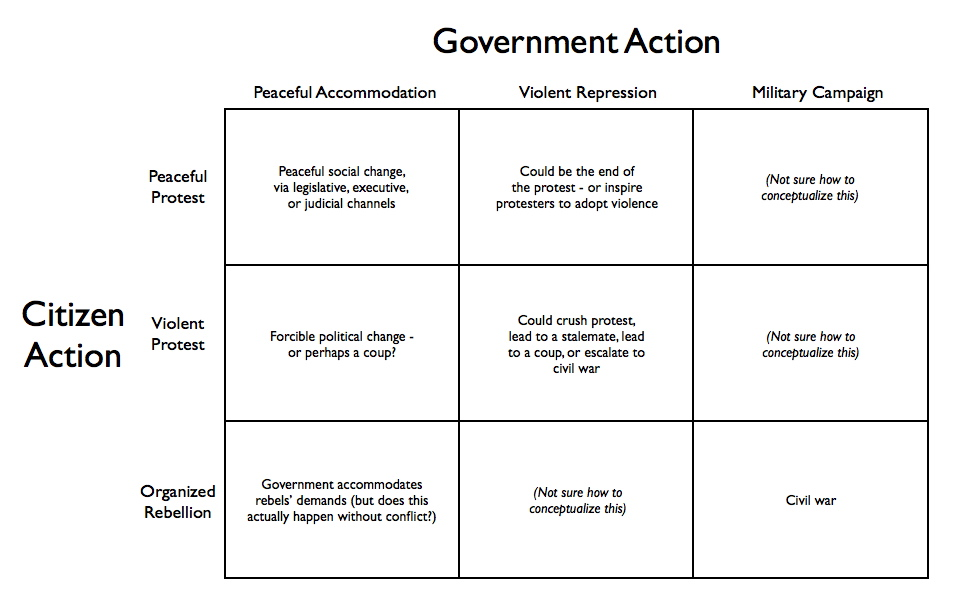 Government Action
Peaceful Accommodation
Violent Repression
Military Campaign
Citizen
Action
Peaceful
Protest
Peaceful social change,
via legislative, executive,
or judicial channels
Could be the end of
the protest - or inspire
protesters to adopt violence
(Not sure how to
conceptualize this)
Violent
Protest
Forcible political change -
or perhaps a coup?
Could crush protest,
lead to a stalemate, lead
to a coup, or escalate to
civil war
(Not sure how to
conceptualize this)
Organized
Rebellion
Government accommodates
rebels' demands (but does this
actually happen without conflict?)
(Not sure how to
conceptualize this)
Civil war